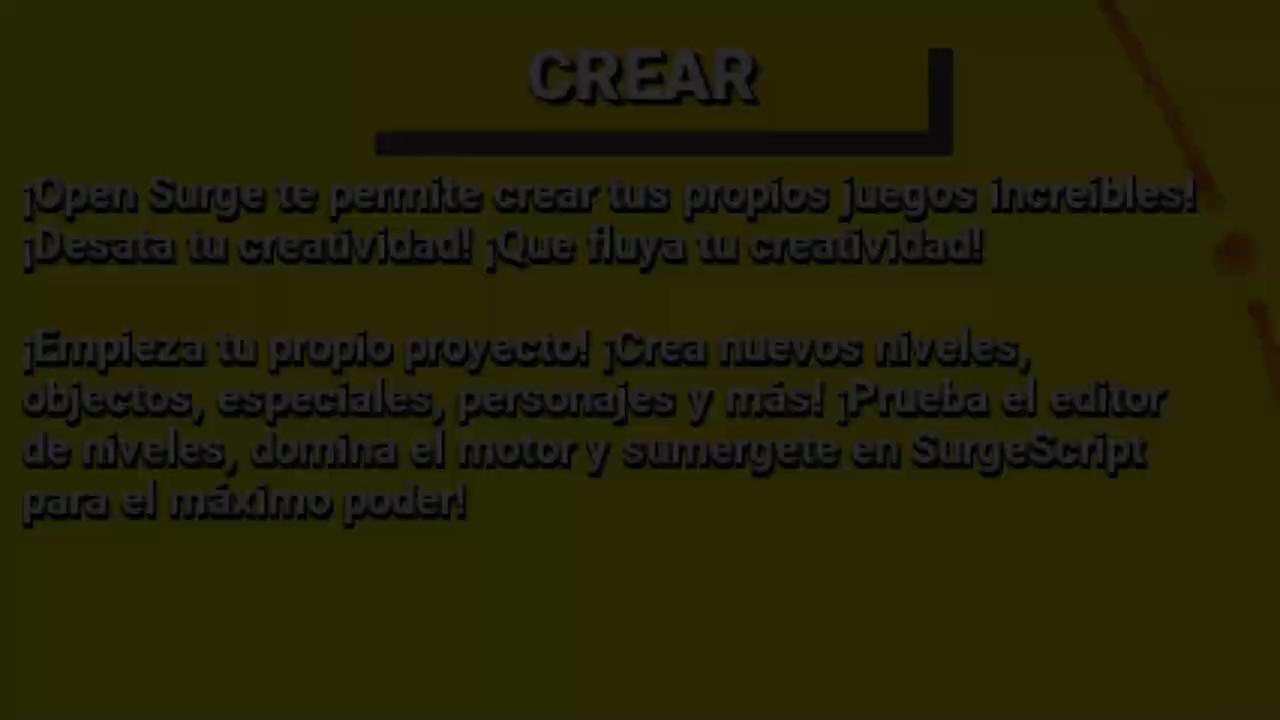 CREAR
¡Open Surge te permite crear tus propios juegos increíbles!
¡Desata tu creatividad! ¡Que fluya tu creatividad!
¡Empieza tu propio proyecto! ¡Crea nuevos niveles,
objectos, especiales, personajes y más! ¡Prueba el editor
de niveles, domina el motor y sumergete en SurgeScript
para el máximo poder!